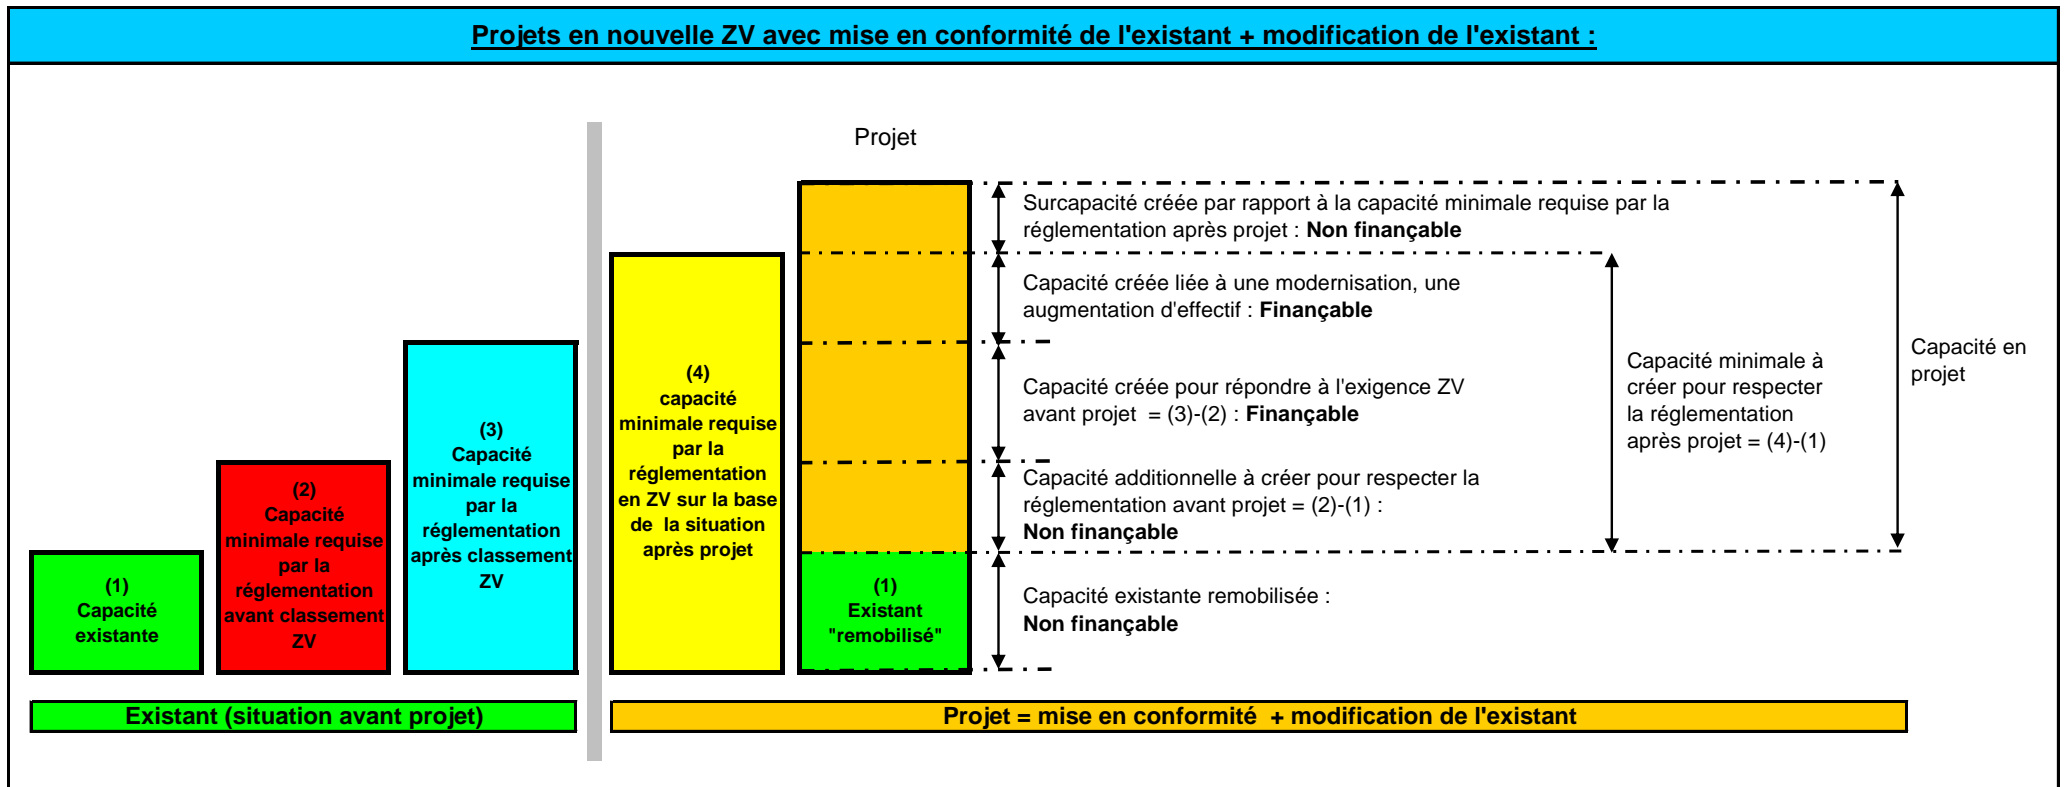 Projets en nouvelle ZV avec mise en conformité de l'existant + modification de l'existant :
Projet
(1)
Capacité
existante
(2)
Capacité
minimale requise
par la
réglementation
avant classement
ZV
(3)
Capacité
minimale requise
par la
réglementation
après classement
ZV
(4)
capacité
minimale requise
par la
réglementation
en ZV sur la base
de la situation
après projet
(1)
Existant
"remobilisé"
Surcapacité créée par rapport à la capacité minimale requise par la
réglementation après projet : Non finançable
Capacité créée liée à une modernisation, une
augmentation d'effectif : Finançable
Capacité créée pour répondre à l'exigence ZV
avant projet = (3)-(2) : Finançable
Capacité additionnelle à créer pour respecter la
réglementation avant projet = (2)-(1) :
Non finançable
Capacité existante remobilisée :
Non finançable
Capacité minimale à
créer pour respecter
la réglementation
après projet = (4)-(1)
Capacité en
projet
Existant (situation avant projet)
Projet = mise en conformité + modification de l'existant